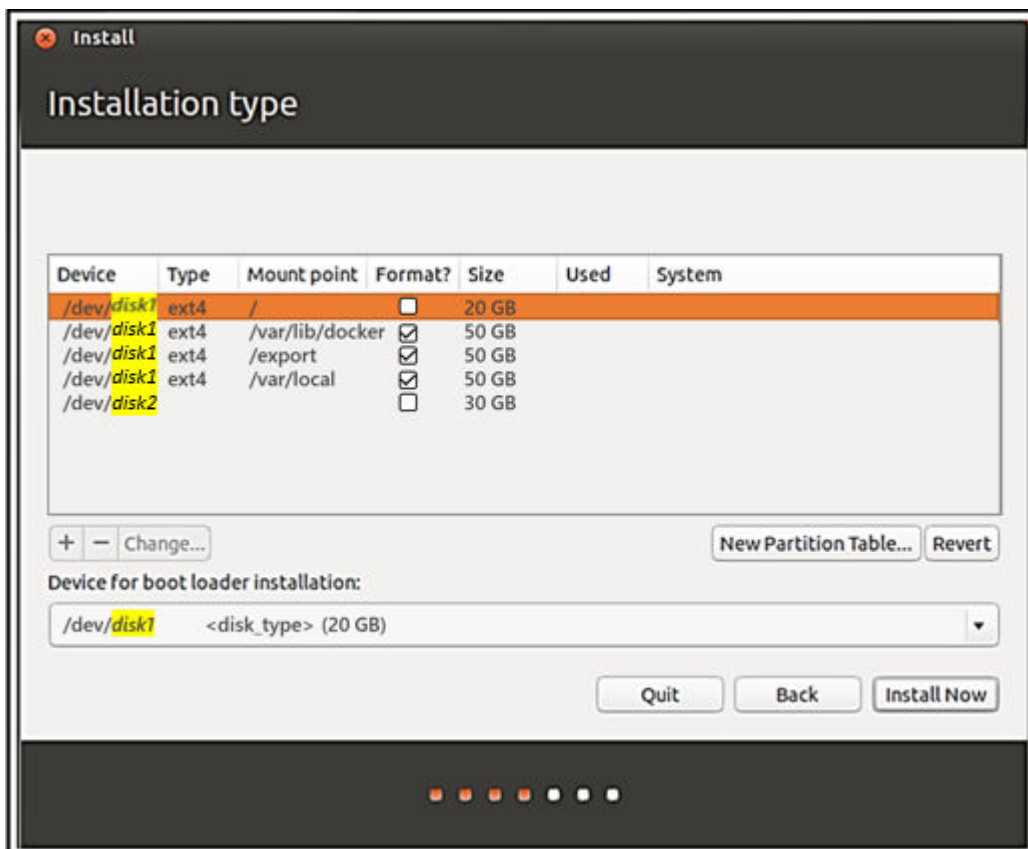 Install
Installation type
Device Type Mount point Format? Size Used System
/dev/disk1 ext4 / 20 GB
/dev/disk1 ext4 /var/lib/docker 50 GB
/dev/disk1 ext4 /export 50 GB
/dev/disk1 ext4 /var/local 50 GB
/dev/disk2 30 GB
+ − Change... New Partition Table... Revert
Device for boot loader installation:
/dev/disk1 <disk_type> (20 GB)
Quit Back Install Now